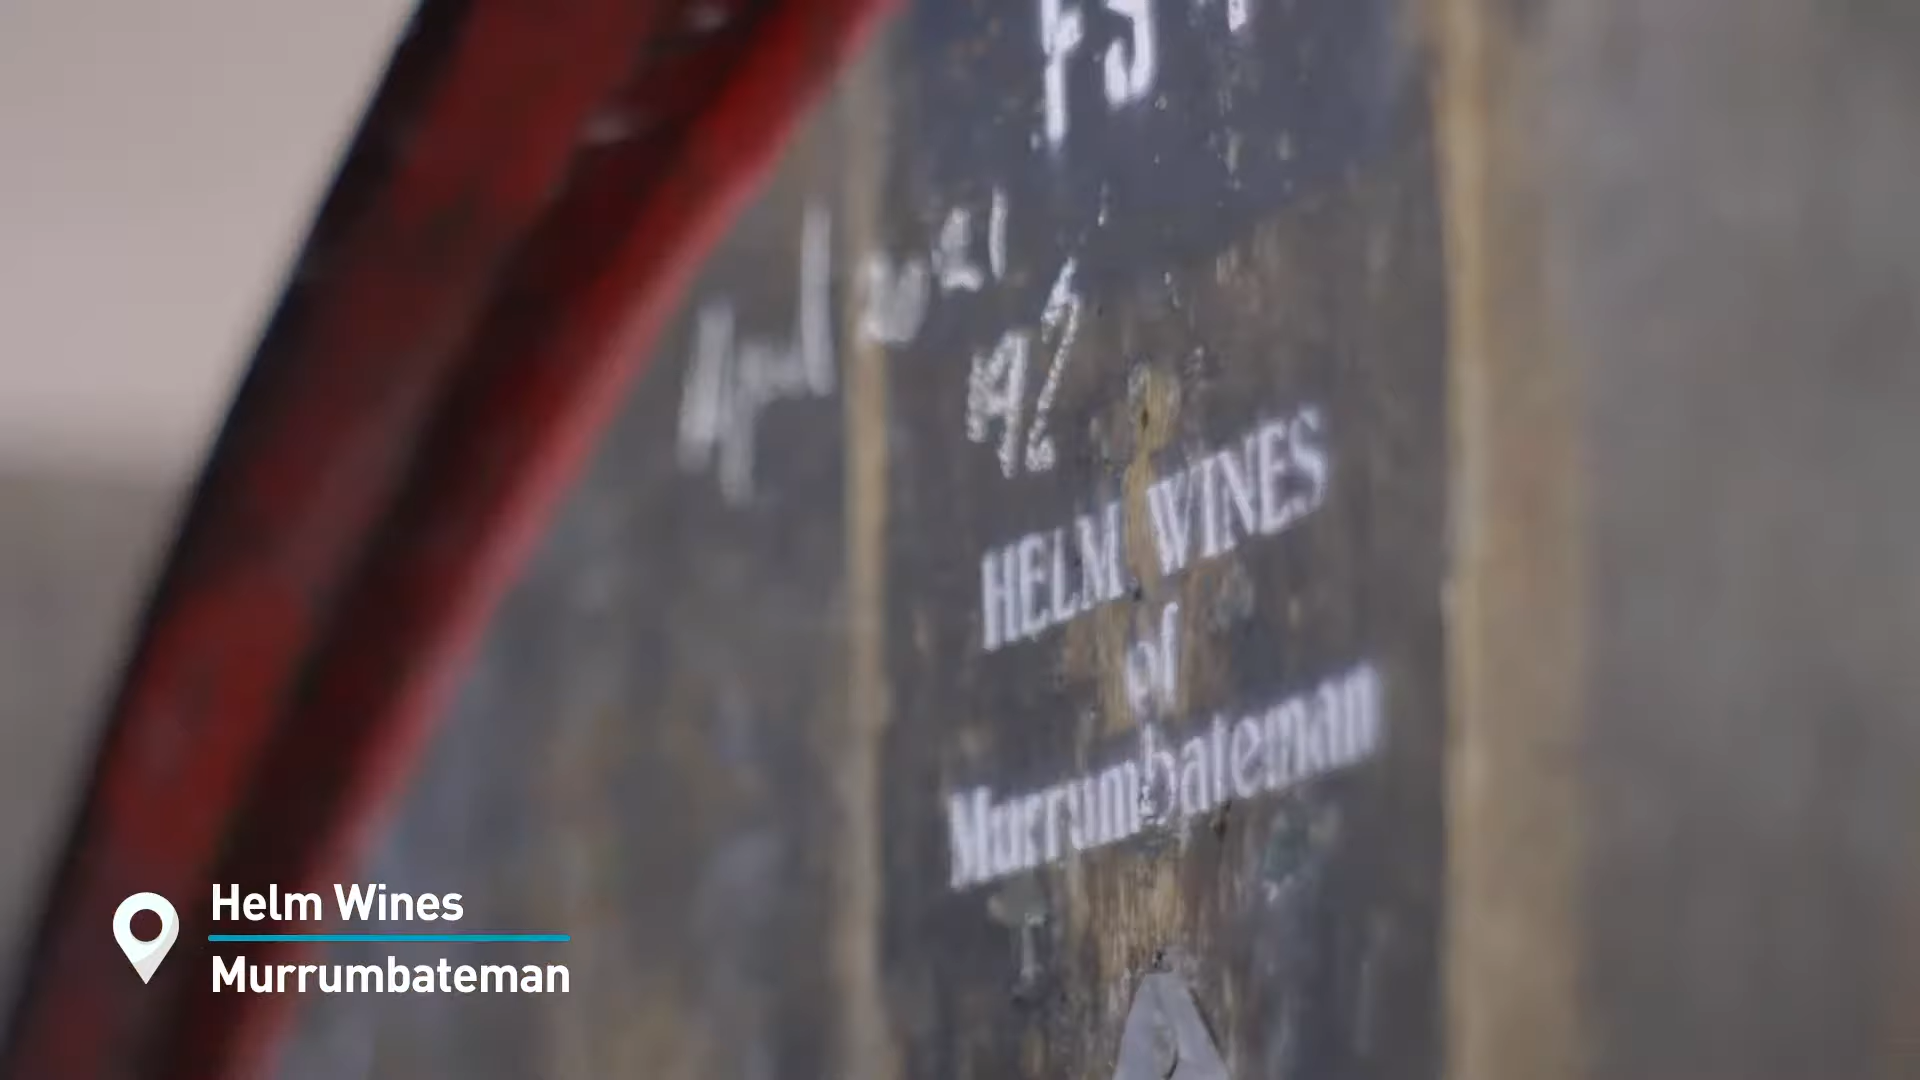 April 2021
HELM WINES
of
Murrumbateman
Helm Wines
Murrumbateman